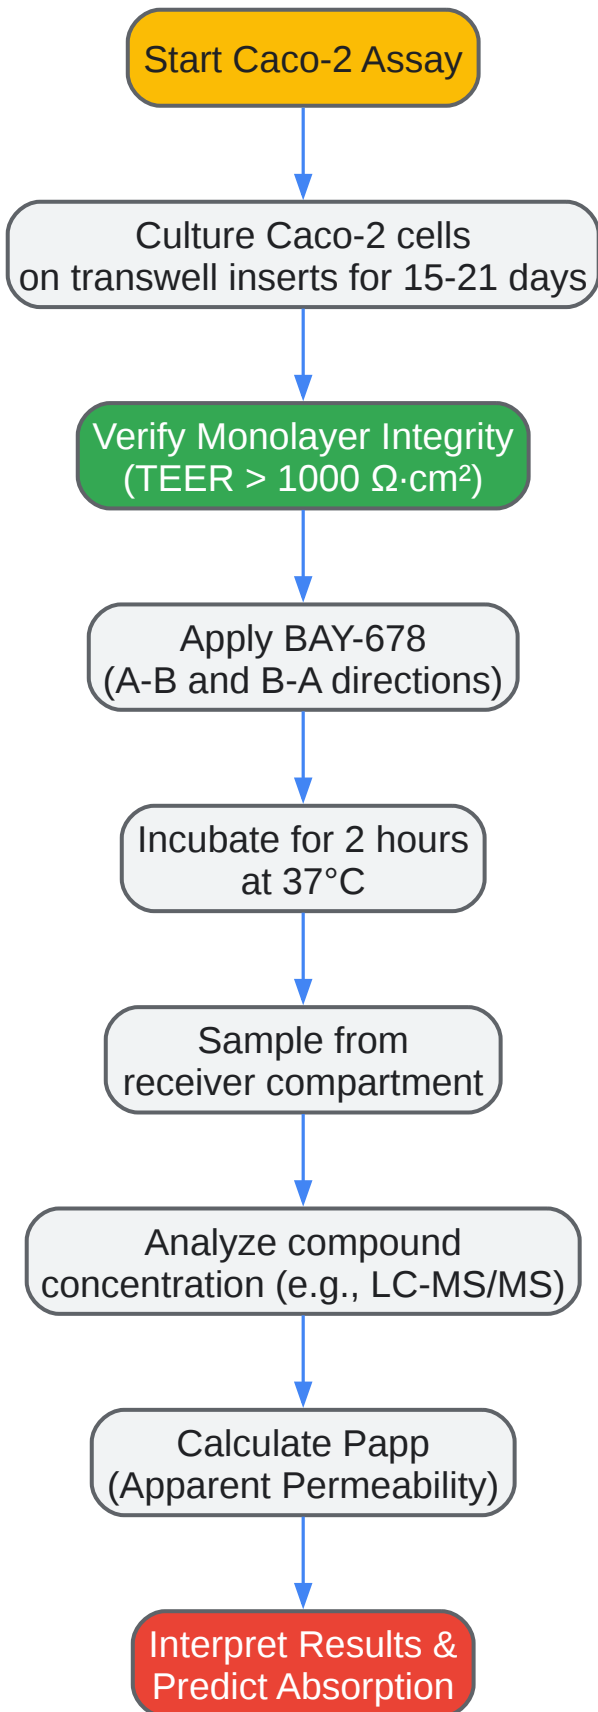 Start Caco-2 Assay
Culture Caco-2 cells
on transwell inserts for 15-21 days
Verify Monolayer Integrity
(TEER > 1000 Ω·cm²)
Apply BAY-678
(A-B and B-A directions)
Incubate for 2 hours
at 37°C
Sample from
receiver compartment
Analyze compound
concentration (e.g., LC-MS/MS)
Calculate Papp
(Apparent Permeability)
Interpret Results &
Predict Absorption